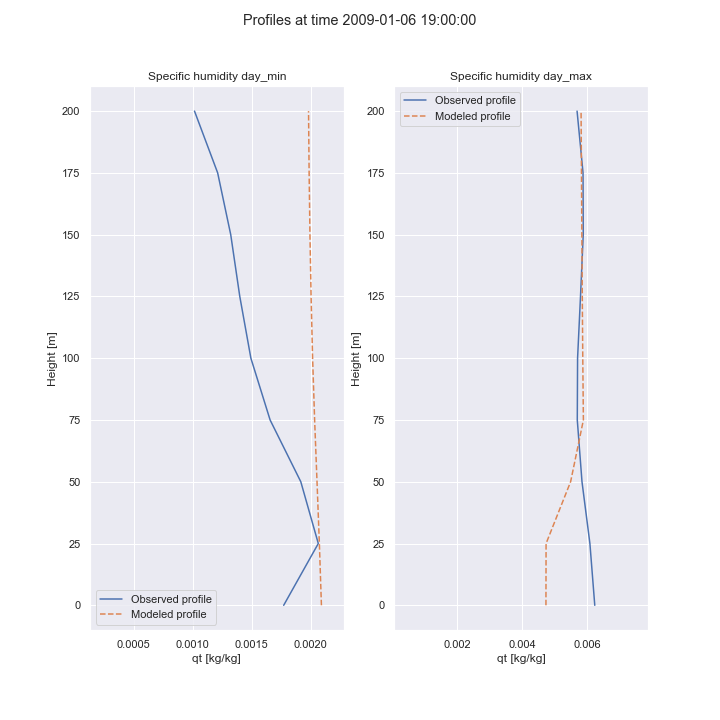 Profiles at time 2009-01-06 19:00:00
Specific humidity day_min
200
175
150
125
100
75
50
25
0
Height [m]
Observed profile
Modeled profile
0.0005 0.0010 0.0015 0.0020
qt [kg/kg]
Specific humidity day_max
Observed profile
Modeled profile
200
175
150
125
100
75
50
25
0
Height [m]
0.002 0.004 0.006
qt [kg/kg]